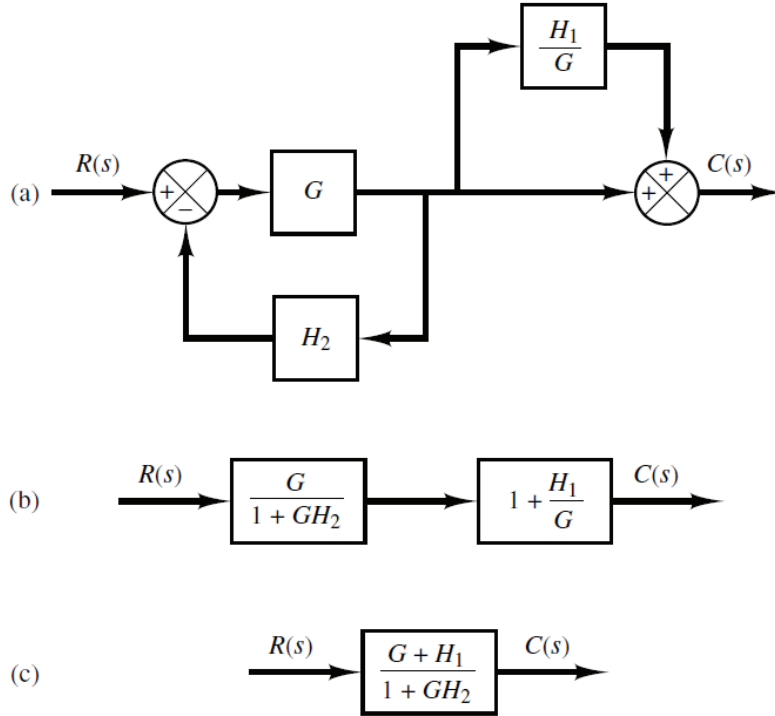 H₁
G
R(s)
C(s)
(a)
+
−
G
+
+
H₂
(b)
R(s)
G
1 + GH₂
1 + H₁/G
C(s)
(c)
R(s)
G + H₁
1 + GH₂
C(s)